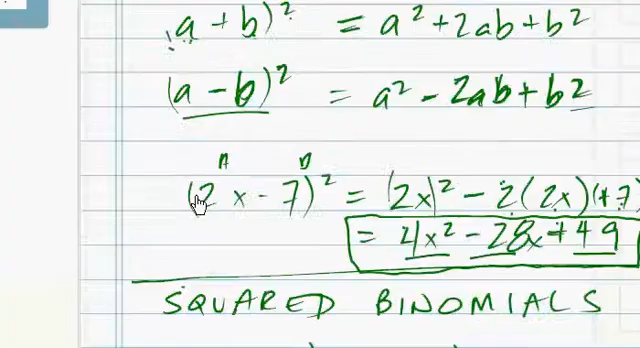 (a + b)² = a² + 2ab + b²
(a - b)² = a² - 2ab + b²
A B
(2x - 7)² = (2x)² - 2(2x)(+7)
= 4x² - 28x + 49
SQUARED BINOMIALS